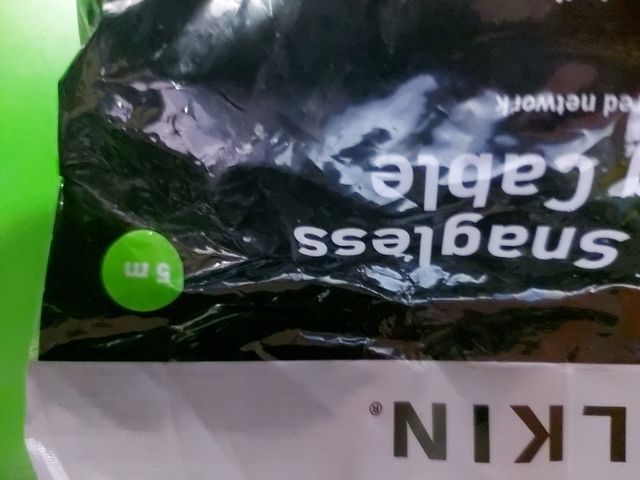 LKIN®
Snagless
Cable
ed network
5 m